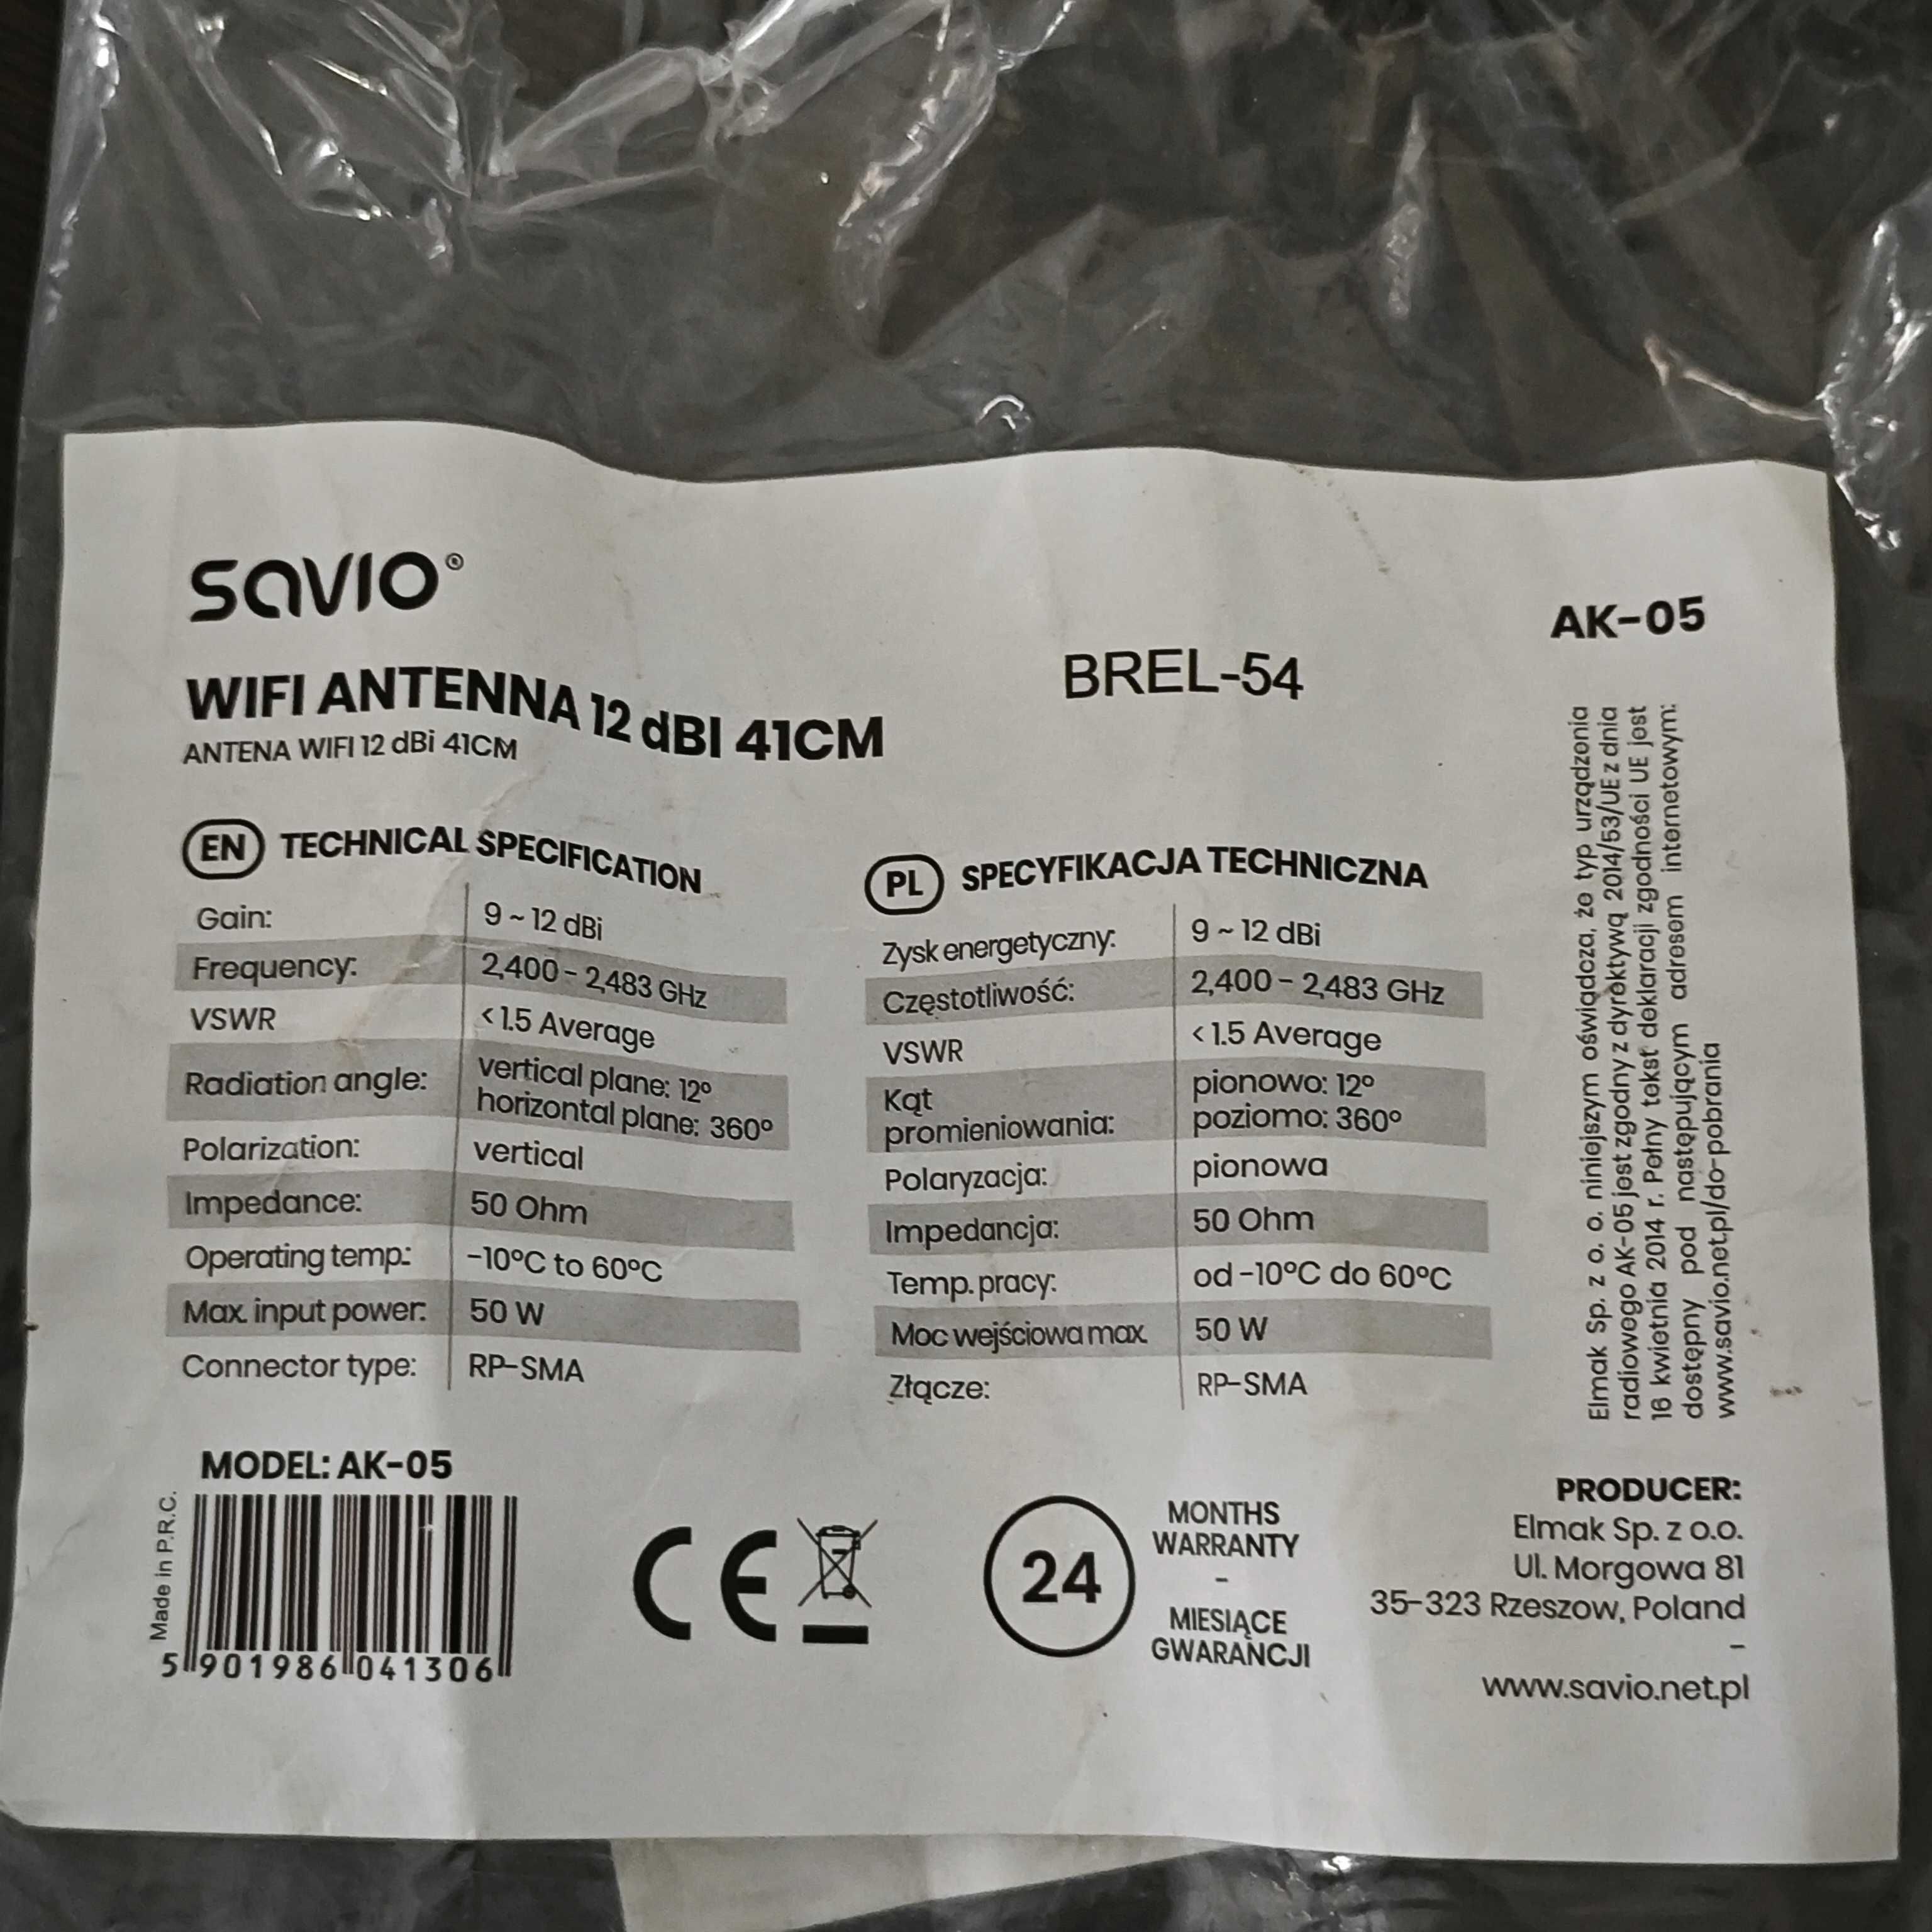 SAVIO®
AK-05
BREL-54
WIFI ANTENNA 12 dBI 41CM
ANTENA WIFI 12 dBi 41CM
EN TECHNICAL SPECIFICATION
Gain: 9 ~ 12 dBi
Frequency: 2,400 - 2,483 GHz
VSWR < 1.5 Average
Radiation angle: vertical plane: 12°
horizontal plane: 360°
Polarization: vertical
Impedance: 50 Ohm
Operating temp.: -10°C to 60°C
Max. input power: 50 W
Connector type: RP-SMA
PL SPECYFIKACJA TECHNICZNA
Zysk energetyczny: 9 ~ 12 dBi
Częstotliwość: 2,400 - 2,483 GHz
VSWR < 1.5 Average
Kąt pionowo: 12°
promieniowania: poziomo: 360°
Polaryzacja: pionowa
Impedancja: 50 Ohm
Temp. pracy: od -10°C do 60°C
Moc wejściowa max. 50 W
Złącze: RP-SMA
Elmak Sp. z o. o. niniejszym oświadcza, że typ urządzenia
radiowego AK-05 jest zgodny z dyrektywą 2014/53/UE z dnia
16 kwietnia 2014 r. Pełny tekst deklaracji zgodności UE jest
dostępny pod następującym adresem internetowym:
www.savio.net.pl/do-pobrania
MODEL: AK-05
Made in P.R.C.
5 901986 041306
CE
24
MONTHS
WARRANTY
-
MIESIĄCE
GWARANCJI
PRODUCER:
Elmak Sp. z o.o.
Ul. Morgowa 81
35-323 Rzeszow, Poland
-
www.savio.net.pl